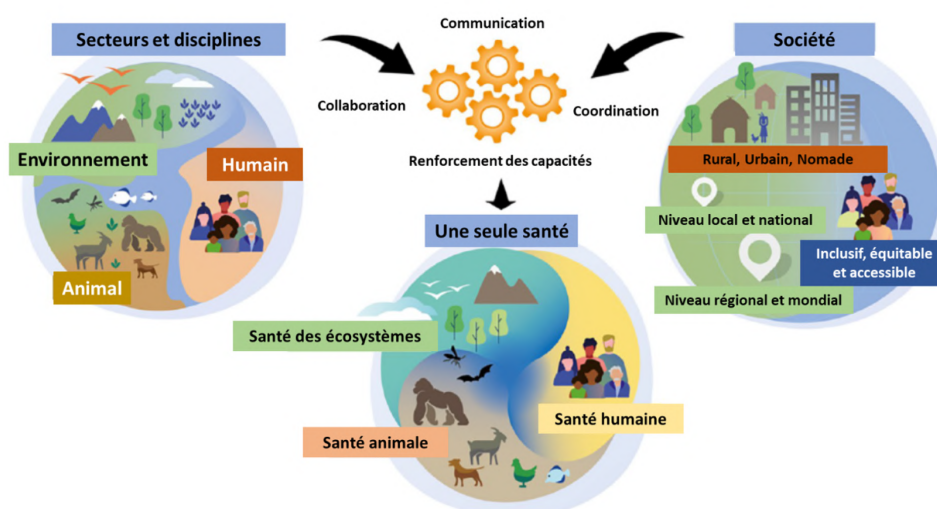 Secteurs et disciplines
Environnement
Humain
Animal
Communication
Collaboration
Coordination
Renforcement des capacités
Société
Rural, Urbain, Nomade
Niveau local et national
Inclusif, équitable
et accessible
Niveau régional et mondial
Une seule santé
Santé des écosystèmes
Santé humaine
Santé animale